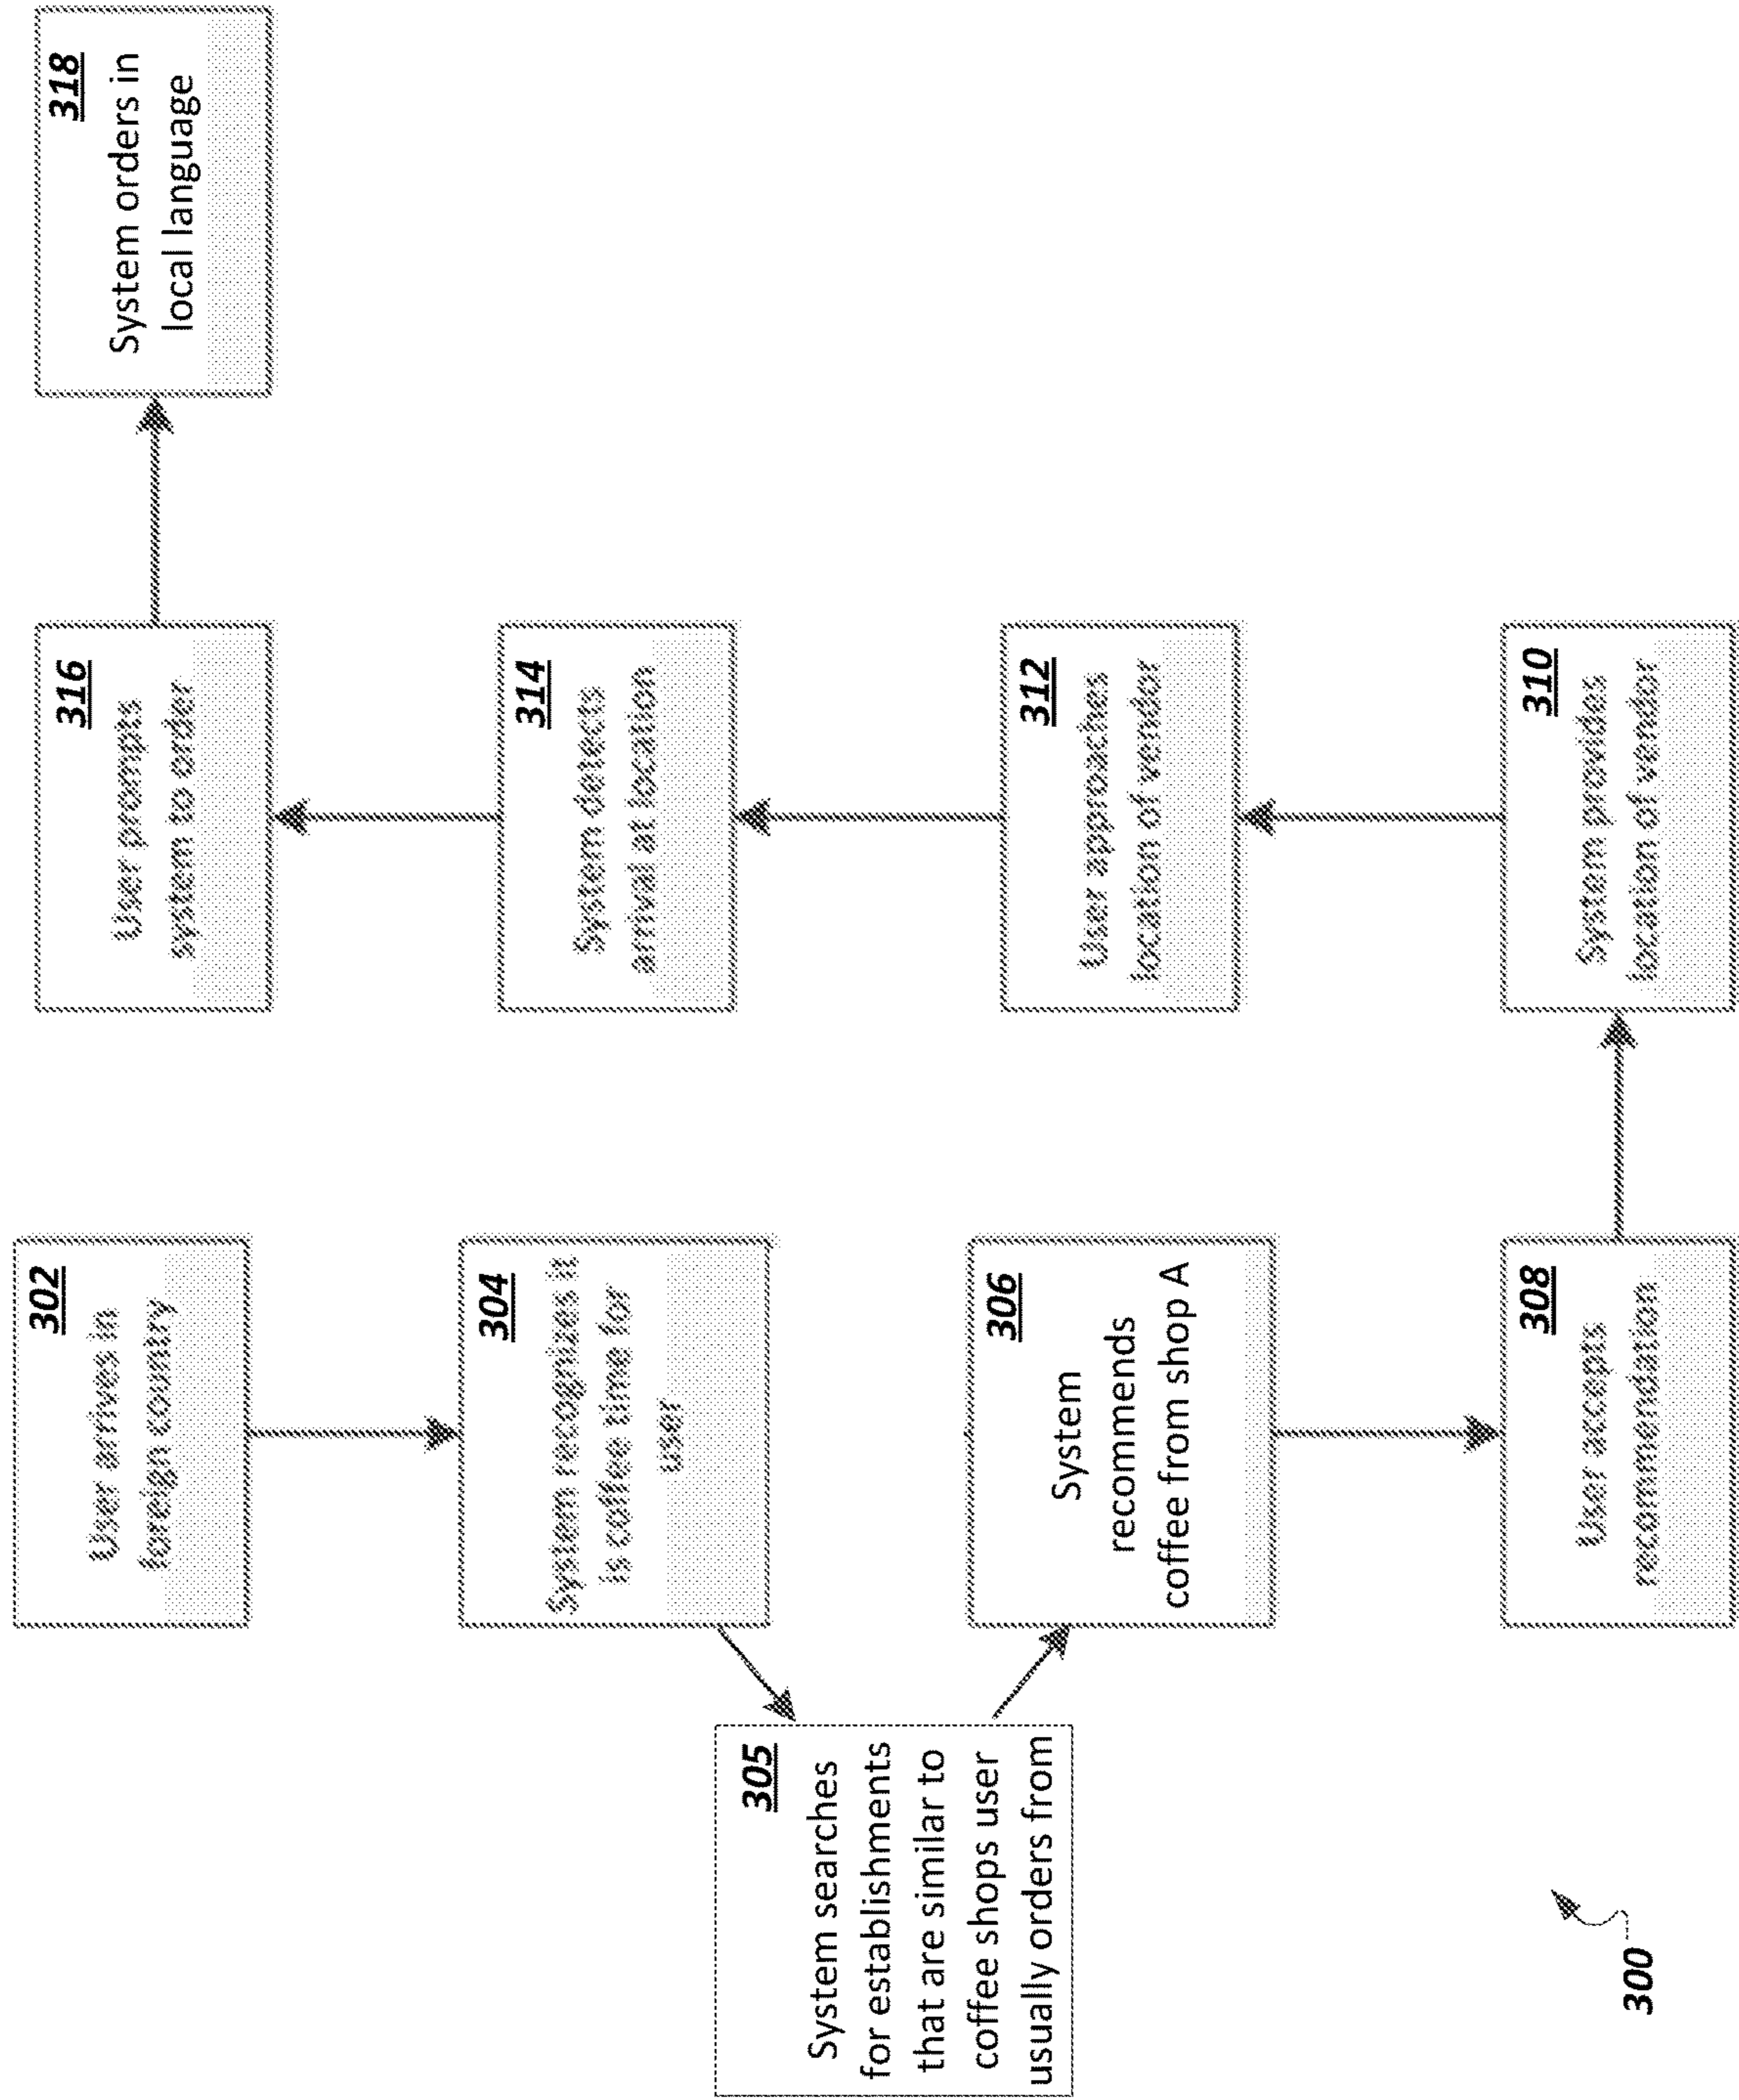 302
User arrives in
foreign country
304
System recognizes it
is coffee time for
user
305
System searches
for establishments
that are similar to
coffee shops user
usually orders from
306
System
recommends
coffee from shop A
308
User accepts
recommendation
310
System provides
location of vendor
312
User approaches
location of vendor
314
System detects
arrival at location
316
User prompts
system to order
318
System orders in
local language
300